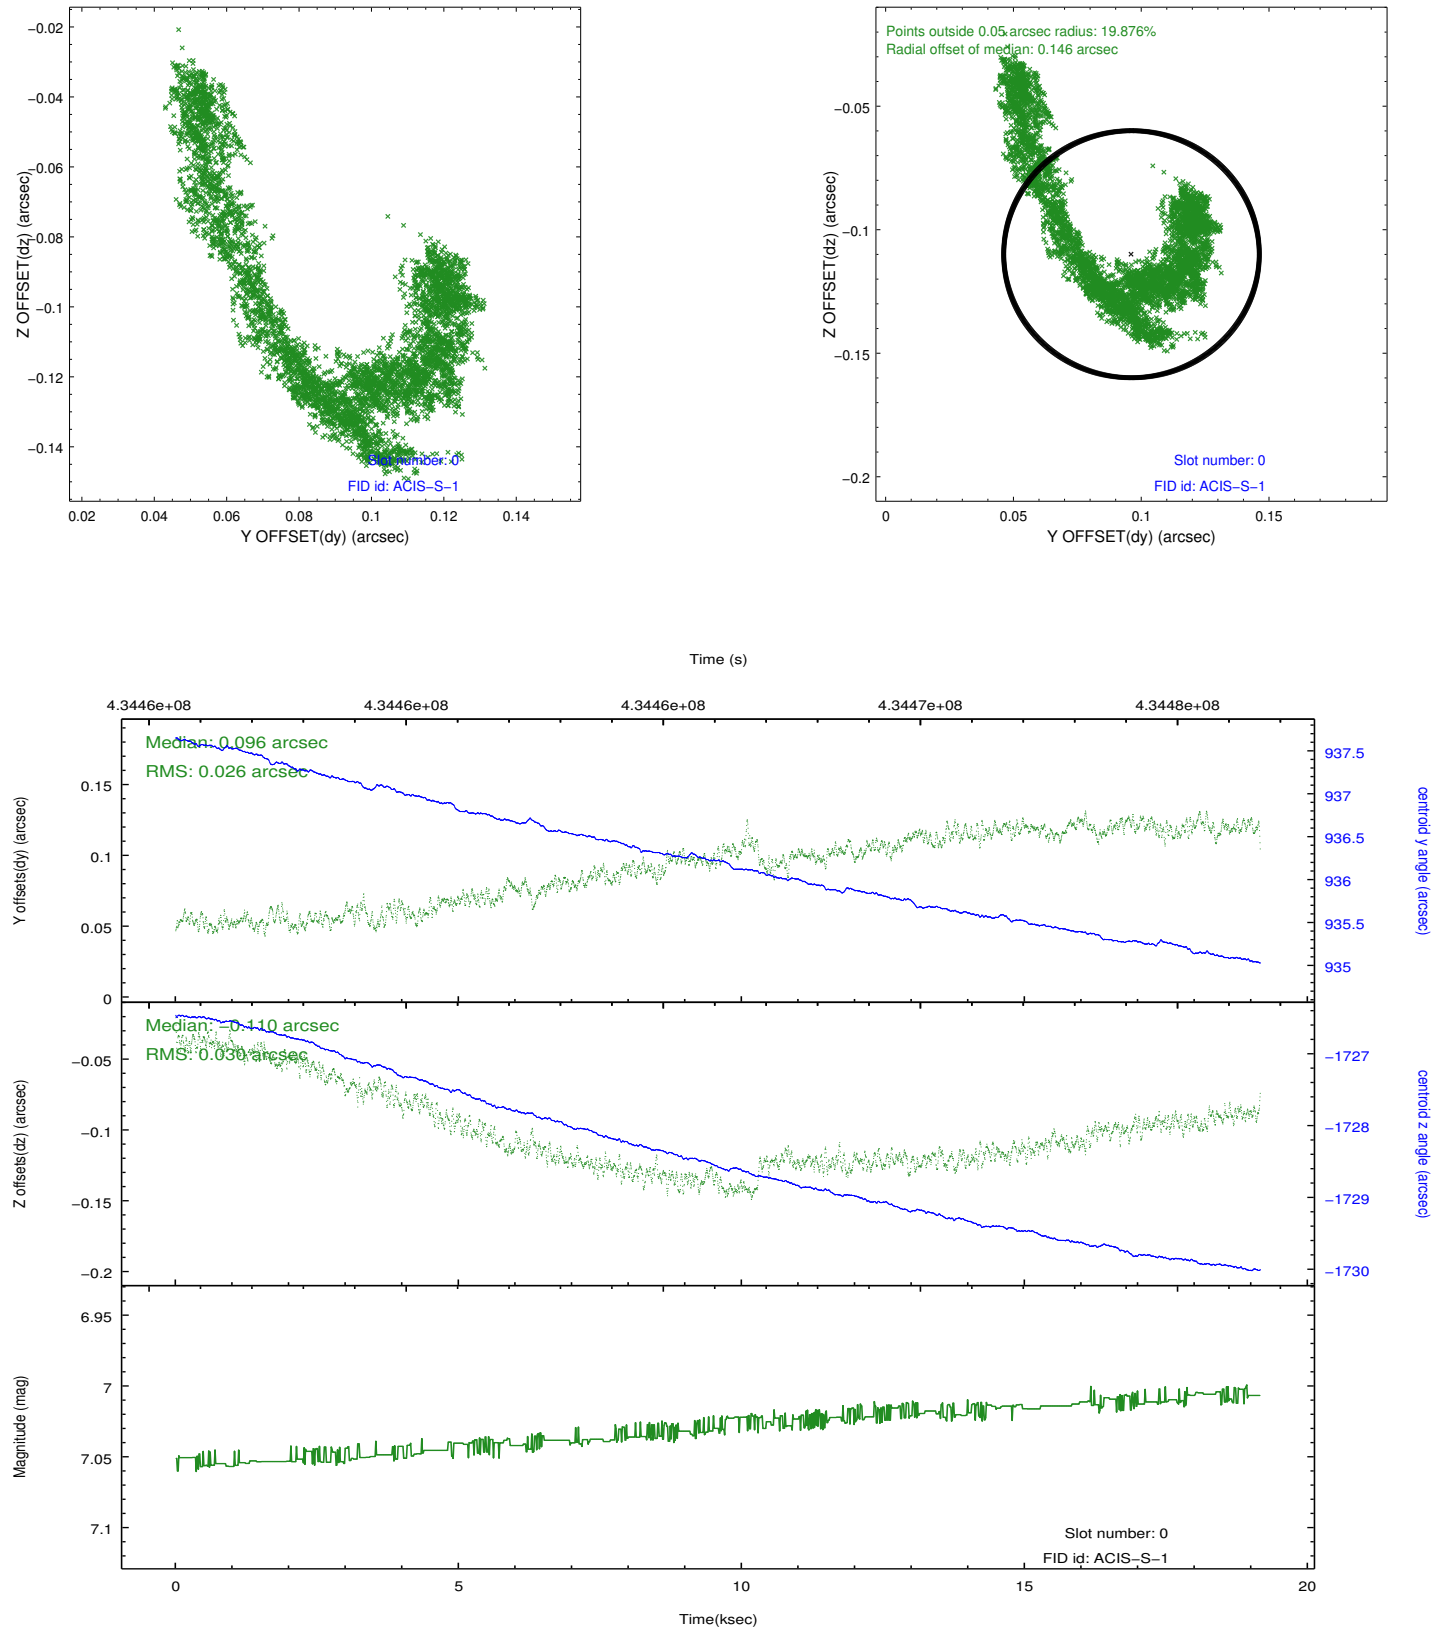 −0.02
−0.04
−0.06
−0.08
−0.1
−0.12
−0.14
Z OFFSET(dz) (arcsec)
Slot number: 0
FID id: ACIS−S−1
0.02 0.04 0.06 0.08 0.1 0.12 0.14
Y OFFSET(dy) (arcsec)
Points outside 0.05 arcsec radius: 19.876%
Radial offset of median: 0.146 arcsec
−0.05
−0.1
−0.15
−0.2
Z OFFSET(dz) (arcsec)
Slot number: 0
FID id: ACIS−S−1
0 0.05 0.1 0.15
Y OFFSET(dy) (arcsec)
Time (s)
4.3446e+08 4.3446e+08 4.3446e+08 4.3447e+08 4.3448e+08
Median: 0.096 arcsec
RMS: 0.026 arcsec
0.15
0.1
0.05
0
Y offsets(dy) (arcsec)
937.5
937
936.5
936
935.5
935
centroid y angle (arcsec)
Median: −0.110 arcsec
RMS: 0.030 arcsec
−0.05
−0.1
−0.15
−0.2
Z offsets(dz) (arcsec)
−1727
−1728
−1729
−1730
centroid z angle (arcsec)
6.95
7
7.05
7.1
Magnitude (mag)
Slot number: 0
FID id: ACIS−S−1
0 5 10 15 20
Time(ksec)